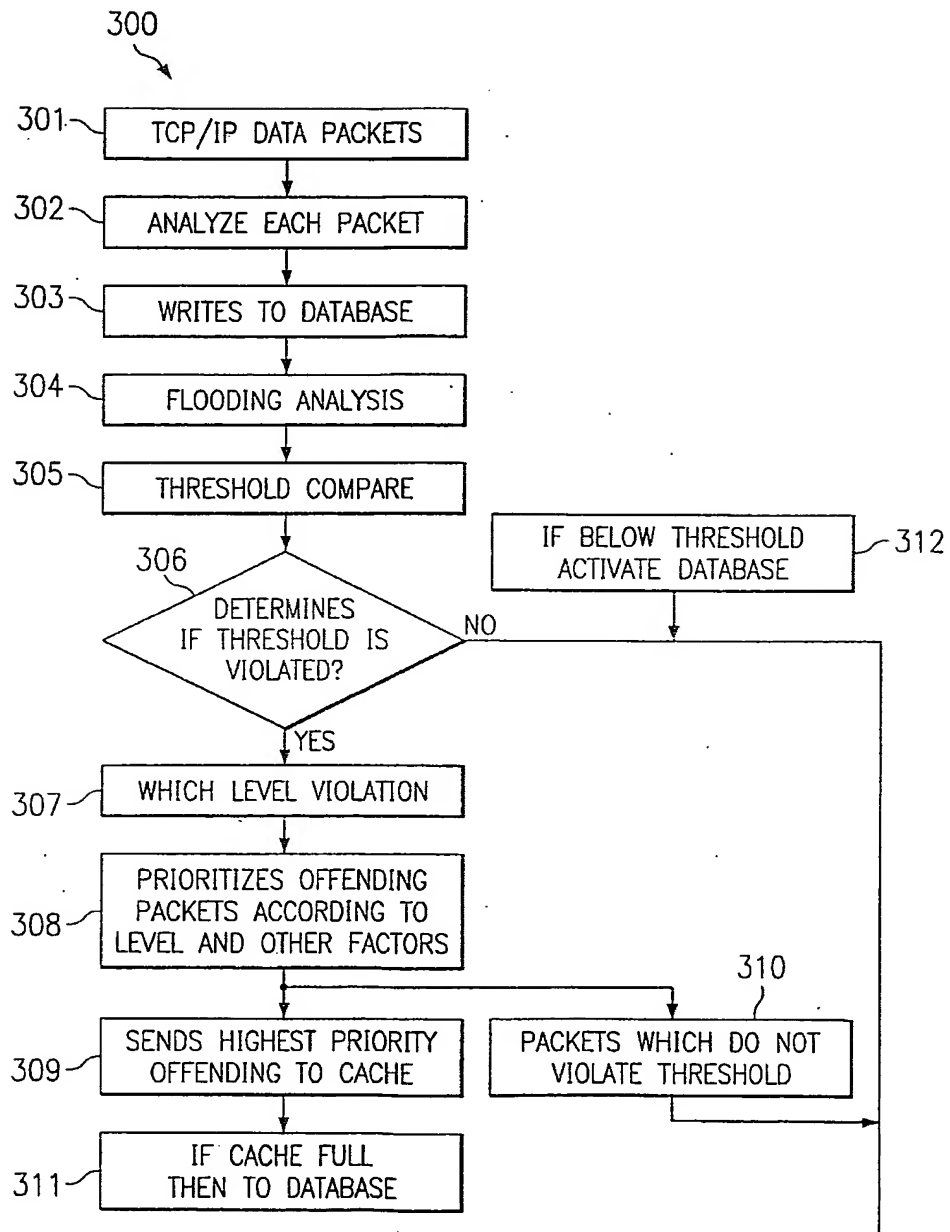 300
301
TCP/IP DATA PACKETS
302
ANALYZE EACH PACKET
303
WRITES TO DATABASE
304
FLOODING ANALYSIS
305
THRESHOLD COMPARE
306
DETERMINES
IF THRESHOLD IS
VIOLATED?
NO
YES
IF BELOW THRESHOLD
ACTIVATE DATABASE
312
307
WHICH LEVEL VIOLATION
308
PRIORITIZES OFFENDING
PACKETS ACCORDING TO
LEVEL AND OTHER FACTORS
309
SENDS HIGHEST PRIORITY
OFFENDING TO CACHE
310
PACKETS WHICH DO NOT
VIOLATE THRESHOLD
311
IF CACHE FULL
THEN TO DATABASE